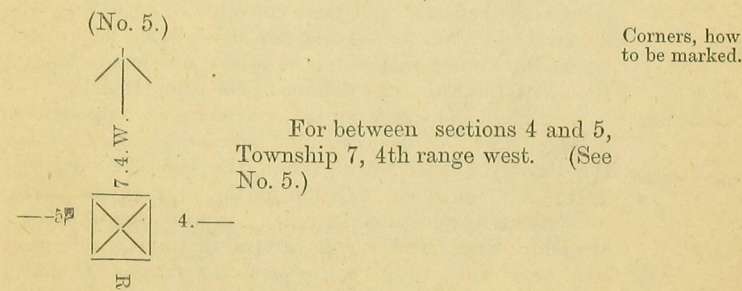 (No. 5.)
Corners, how
to be marked.
7. 4. W.
For between sections 4 and 5,
Township 7, 4th range west. (See
No. 5.)
4.
R